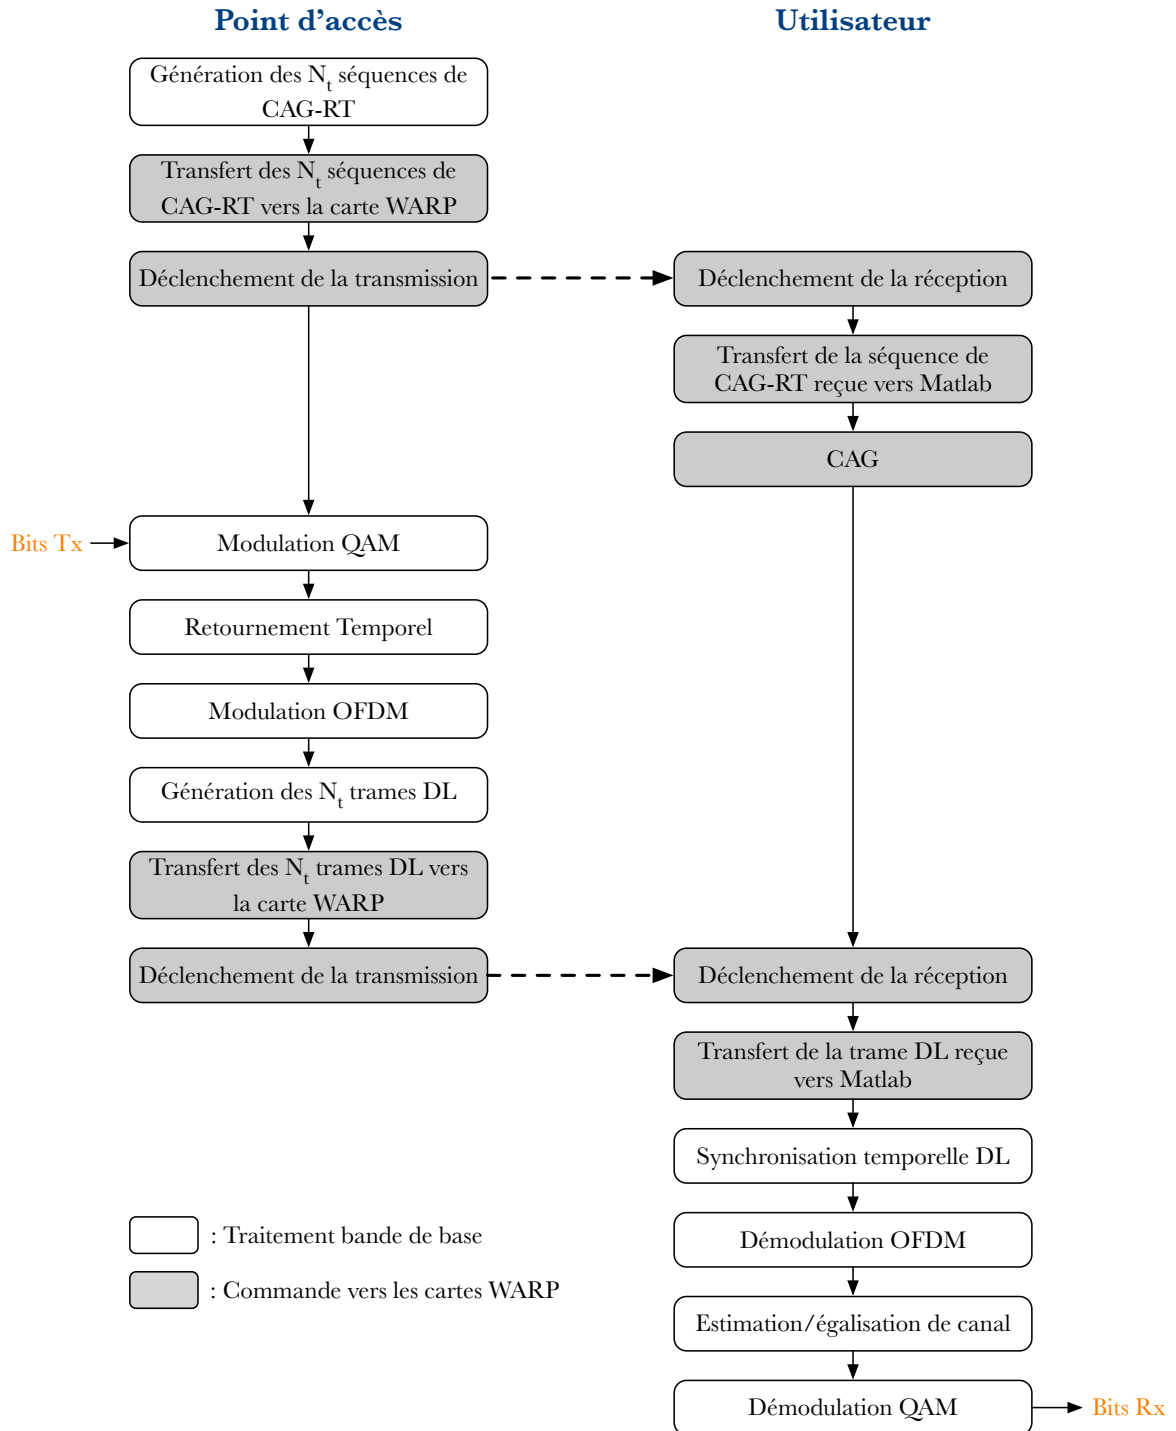 Point d’accès
Utilisateur
Génération des Nt séquences de
CAG-RT
Transfert des Nt séquences de
CAG-RT vers la carte WARP
Déclenchement de la transmission
Déclenchement de la réception
Transfert de la séquence de
CAG-RT reçue vers Matlab
CAG
Bits Tx
Modulation QAM
Retournement Temporel
Modulation OFDM
Génération des Nt trames DL
Transfert des Nt trames DL vers
la carte WARP
Déclenchement de la transmission
Déclenchement de la réception
Transfert de la trame DL reçue
vers Matlab
Synchronisation temporelle DL
Démodulation OFDM
Estimation/égalisation de canal
Démodulation QAM
Bits Rx
: Traitement bande de base
: Commande vers les cartes WARP